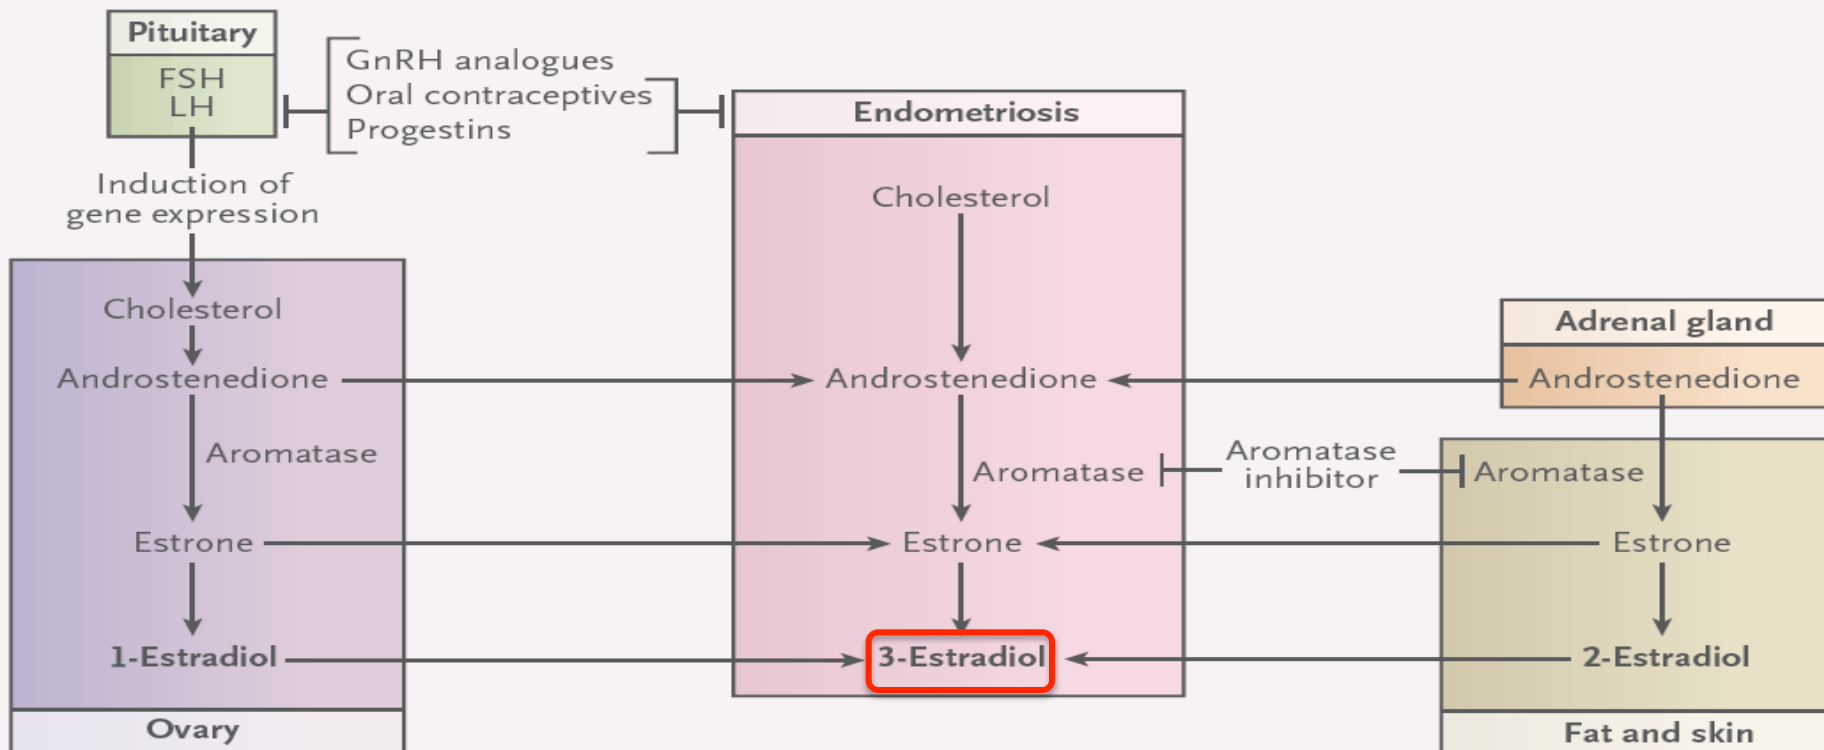 Pituitary
FSH
LH
GnRH analogues
Oral contraceptives
Progestins
Induction of
gene expression
Cholesterol
Androstenedione
Aromatase
Estrone
1-Estradiol
Ovary
Endometriosis
Cholesterol
Androstenedione
Aromatase
Estrone
3-Estradiol
Aromatase
inhibitor
Adrenal gland
Androstenedione
Aromatase
Estrone
2-Estradiol
Fat and skin